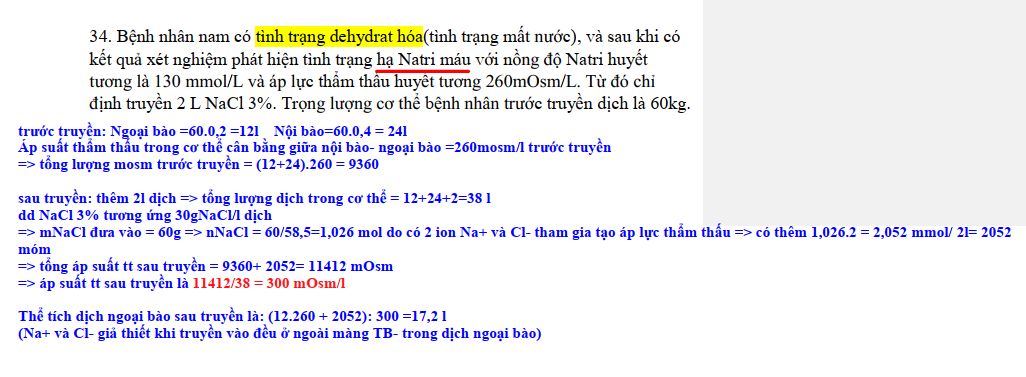 34. Bệnh nhân nam có tình trạng dehydrat hóa(tình trạng mất nước), và sau khi có
kết quả xét nghiệm phát hiện tình trạng hạ Natri máu với nồng độ Natri huyết
tương là 130 mmol/L và áp lực thẩm thấu huyết tương 260mOsm/L. Từ đó chỉ
định truyền 2 L NaCl 3%. Trọng lượng cơ thể bệnh nhân trước truyền dịch là 60kg.
trước truyền: Ngoại bào =60.0,2 =12l Nội bào=60.0,4 = 24l
Áp suất thẩm thấu trong cơ thể cân bằng giữa nội bào- ngoại bào =260mosm/l trước truyền
=> tổng lượng mosm trước truyền = (12+24).260 = 9360
sau truyền: thêm 2l dịch => tổng lượng dịch trong cơ thể = 12+24+2=38 l
dd NaCl 3% tương ứng 30gNaCl/l dịch
=> mNaCl đưa vào = 60g => nNaCl = 60/58,5=1,026 mol do có 2 ion Na+ và Cl- tham gia tạo áp lực thẩm thấu => có thêm 1,026.2 = 2,052 mmol/ 2l= 2052
móm
=> tổng áp suất tt sau truyền = 9360+ 2052= 11412 mOsm
=> áp suất tt sau truyền là 11412/38 = 300 mOsm/l
Thể tích dịch ngoại bào sau truyền là: (12.260 + 2052): 300 =17,2 l
(Na+ và Cl- giả thiết khi truyền vào đều ở ngoài màng TB- trong dịch ngoại bào)